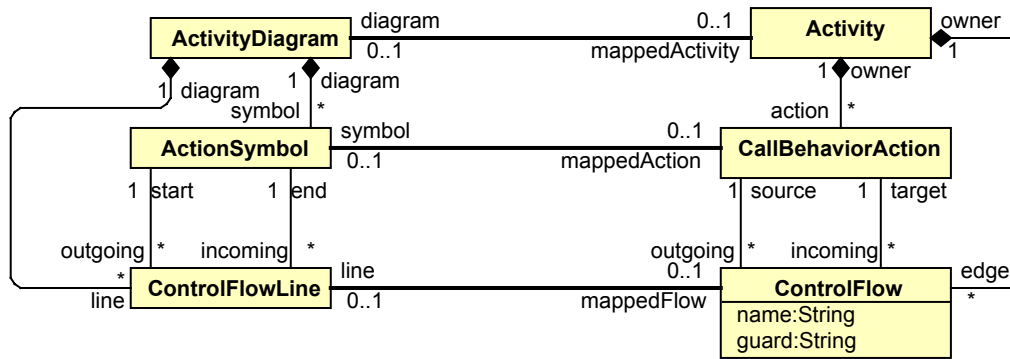 diagram 0..1 owner
ActivityDiagram Activity
0..1 mappedActivity 1
1 diagram 1 diagram 1 owner
symbol * action *
symbol 0..1
ActionSymbol CallBehaviorAction
0..1 mappedAction
1 start 1 end 1 source 1 target
outgoing * incoming * outgoing * incoming *
* line 0..1 edge
ControlFlowLine ControlFlow
line 0..1 mappedFlow *
name:String
guard:String